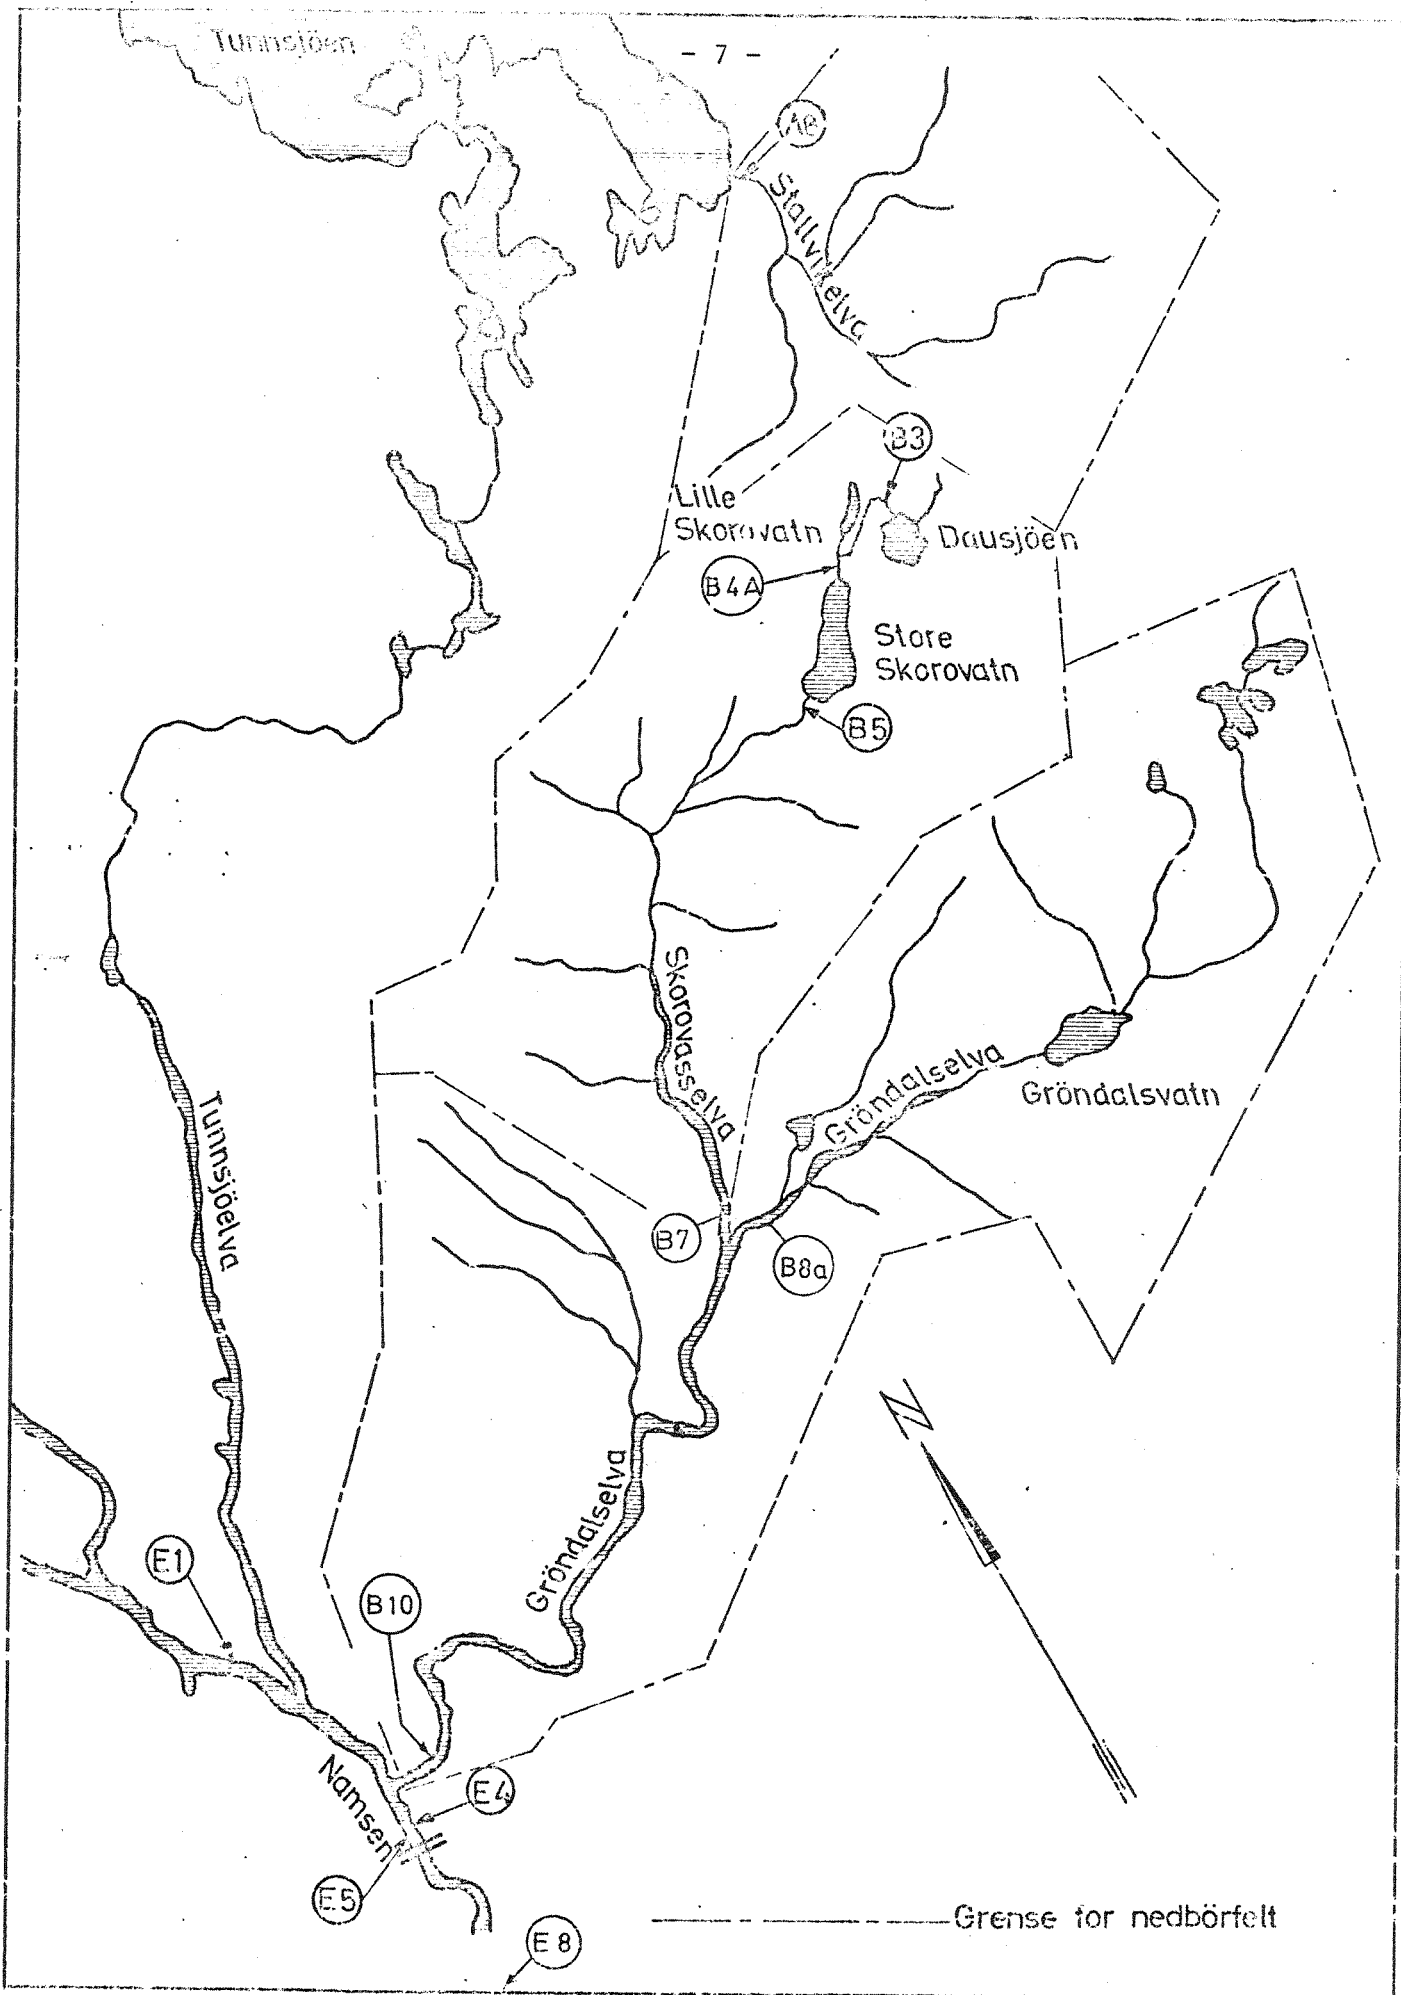 Tunnsjöen
- 7 -
Stallvikelva
B3
Lille
Skorovatn
Dausjöen
B4A
Store
Skorovatn
B5
Skorovasselva
Gröndalselva
Gröndalsvatn
Tunnsjöelva
B7
B8a
N
Gröndalselva
E1
B10
Namsen
E4
E5
E8
Grense for nedbörfelt